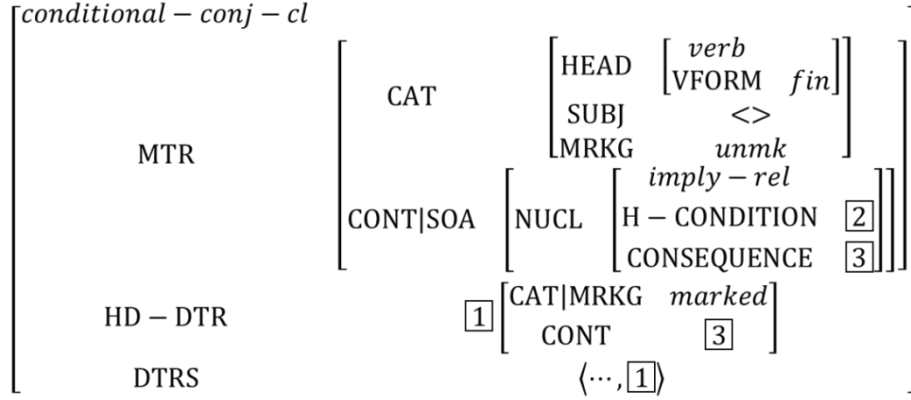 conditional − conj − cl
MTR
CAT
HEAD
verb
VFORM fin
SUBJ <>
MRKG unmk
CONT|SOA
NUCL
imply − rel
H − CONDITION 2
CONSEQUENCE 3
HD − DTR
1
CAT|MRKG marked
CONT 3
DTRS
⟨⋯, 1⟩